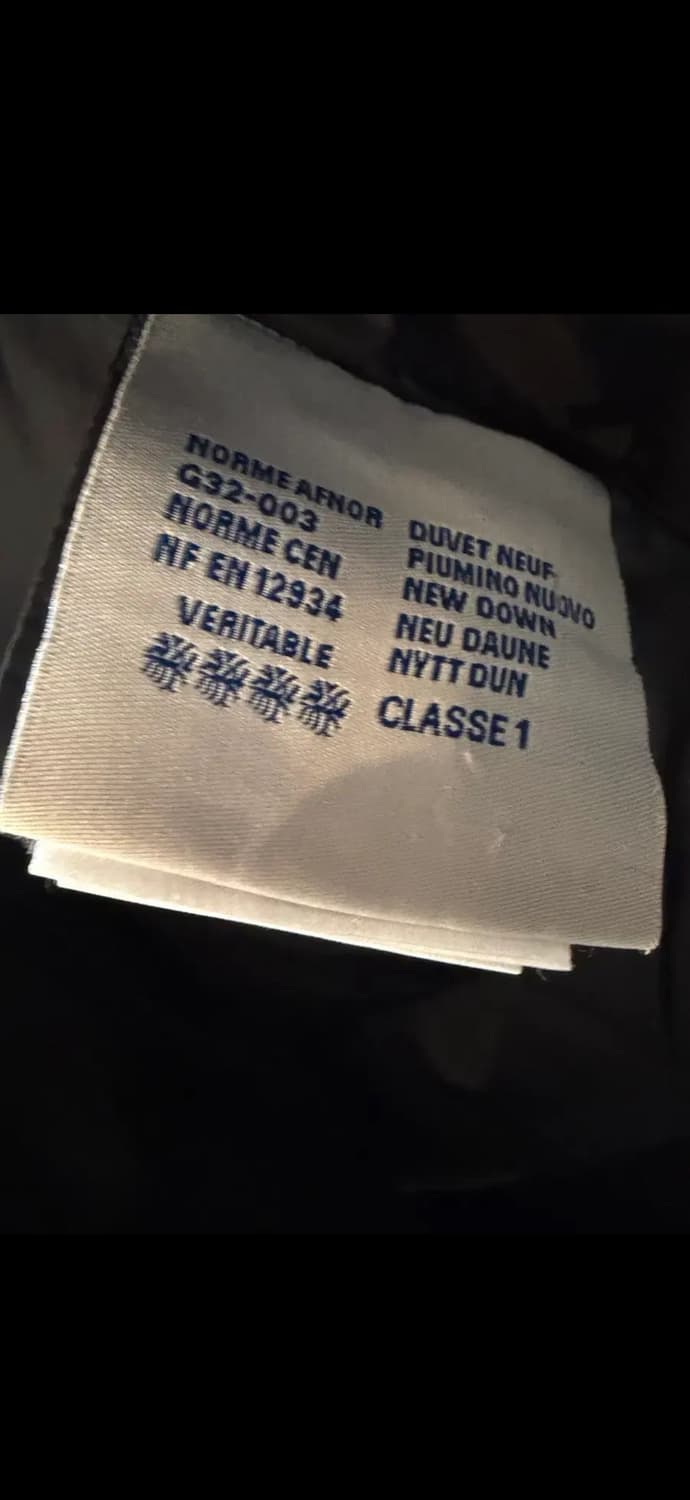 NORME AFNOR
G32-003
NORME CEN
NF EN 12934
VERITABLE
DUVET NEUF
PIUMINO NUOVO
NEW DOWN
NEU DAUNE
NYTT DUN
CLASSE 1